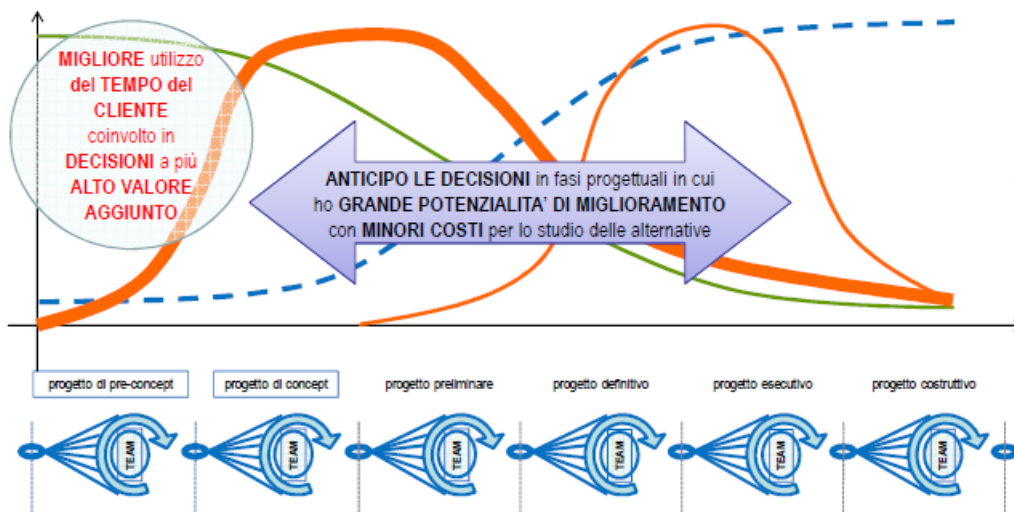 MIGLIORE utilizzo
del TEMPO del
CLIENTE
coinvolto in
DECISIONI a più
ALTO VALORE
AGGIUNTO
ANTICIPO LE DECISIONI in fasi progettuali in cui
ho GRANDE POTENZIALITA' DI MIGLIORAMENTO
con MINORI COSTI per lo studio delle alternative
progetto di pre-concept
progetto di concept
progetto preliminare
progetto definitivo
progetto esecutivo
progetto costruttivo
TEAM
TEAM
TEAM
TEAM
TEAM
TEAM